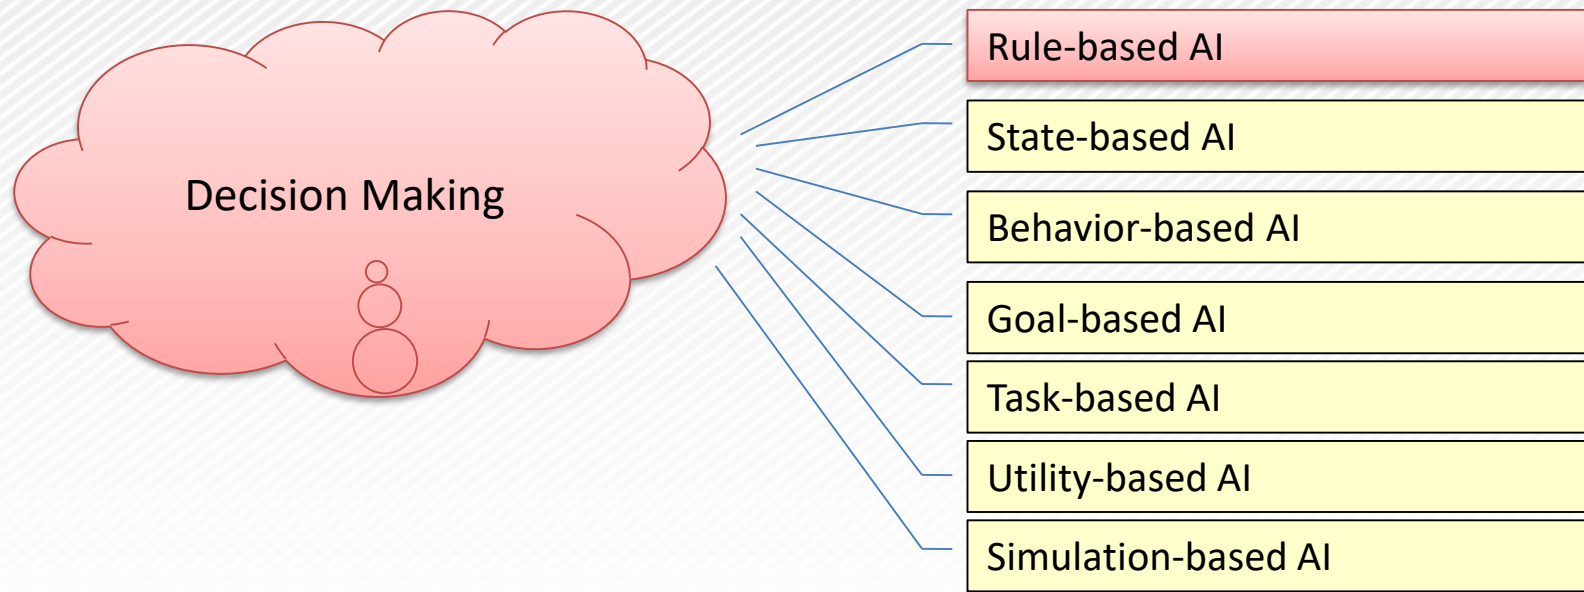 Decision Making
Rule-based AI
State-based AI
Behavior-based AI
Goal-based AI
Task-based AI
Utility-based AI
Simulation-based AI